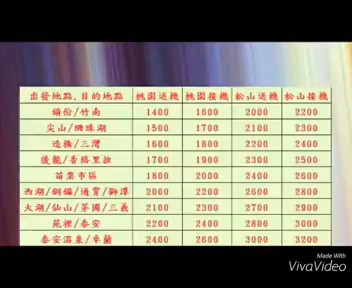 出發地點,目的地點 桃園送機 桃園接機 松山送機 松山接機
頭份/竹南 1400 1600 2000 2200
尖山/珊珠湖 1500 1700 2100 2300
造橋/三灣 1600 1800 2200 2400
後龍/香格里拉 1700 1900 2300 2500
苗栗市區 1800 2000 2400 2600
西湖/銅鑼/通霄/獅潭 2000 2200 2600 2800
大湖/仙山/茅圃/三義 2100 2300 2700 2900
苑裡/泰安 2200 2400 2800 3000
泰安溫泉/卓蘭 2400 2600 3000 3200
Made With
VivaVideo